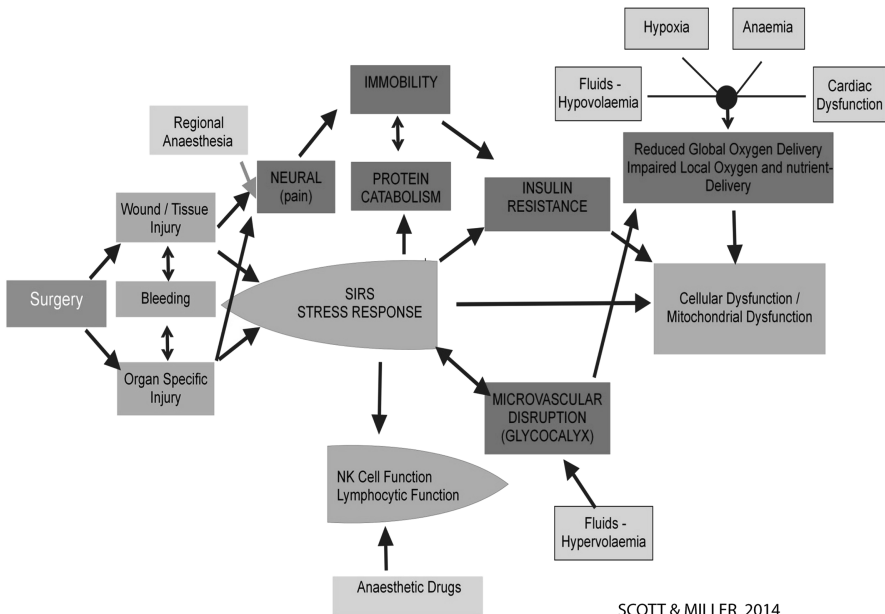 Hypoxia
Anaemia
Fluids -
Hypovolaemia
Cardiac
Dysfunction
IMMOBILITY
Regional
Anaesthesia
Reduced Global Oxygen Delivery
Impaired Local Oxygen and nutrient-
Delivery
NEURAL
(pain)
PROTEIN
CATABOLISM
INSULIN
RESISTANCE
Wound / Tissue
Injury
Surgery
Bleeding
SIRS
STRESS RESPONSE
Cellular Dysfunction /
Mitochondrial Dysfunction
Organ Specific
Injury
MICROVASCULAR
DISRUPTION
(GLYCOCALYX)
NK Cell Function
Lymphocytic Function
Fluids -
Hypervolaemia
Anaesthetic Drugs
SCOTT & MILLER 2014